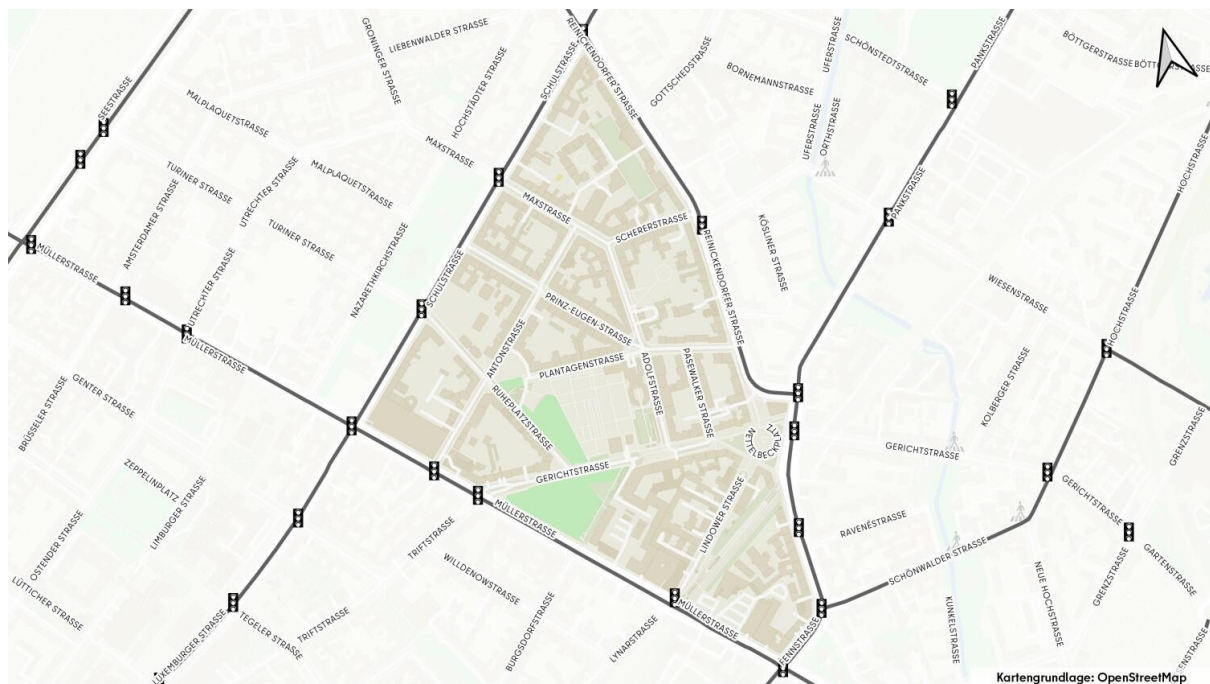 REINICKENDORFER STRASSE
GRONINGER STRASSE
LIEBENWALDER STRASSE
HOCHSTÄDTER STRASSE
SCHULSTRASSE
GOTTSCHEDSTRASSE
BORNEMANNSTRASSE
UFERSTRASSE
SCHÖNSTEDTSTRASSE
PANKSTRASSE
BÖTTGERSTRASSE
SEESTRASSE
MALPLAQUETSTRASSE
MAXSTRASSE
UFERSTRASSE
ORTHSTRASSE
HOCHSTRASSE
TURINER STRASSE
UTRECHTER STRASSE
MALPLAQUETSTRASSE
MAXSTRASSE
SCHERERSTRASSE
KÖSLINER STRASSE
PANKSTRASSE
AMSTERDAMER STRASSE
TURINER STRASSE
NAZARETHKIRCHSTRASSE
SCHULSTRASSE
REINICKENDORFER STRASSE
MÜLLERSTRASSE
UTRECHTER STRASSE
PRINZ-EUGEN-STRASSE
WIESENSTRASSE
HOCHSTRASSE
MÜLLERSTRASSE
ANTONSTRASSE
PLANTAGENSTRASSE
ADOLFSTRASSE
PASEWALKER STRASSE
KOLBERGER STRASSE
BRÜSSELER STRASSE
GENTER STRASSE
RUHEPLATZSTRASSE
NETTELBECKPLATZ
GRENZSTRASSE
GERICHTSTRASSE
GERICHTSTRASSE
GERICHTSTRASSE
ZEPPELINPLATZ
LIMBURGER STRASSE
MÜLLERSTRASSE
LINDOWER STRASSE
RAVENÉSTRASSE
OSTENDER STRASSE
TRIFTSTRASSE
SCHÖNWALDER STRASSE
GARTENSTRASSE
LÜTTICHER STRASSE
WILLDENOWSTRASSE
NEUE HOCHSTRASSE
GRENZSTRASSE
LUXEMBURGER STRASSE
TEGELER STRASSE
TRIFTSTRASSE
BURGSDORFSTRASSE
LYNARSTRASSE
MÜLLERSTRASSE
FENNSTRASSE
KUNKELSTRASSE
Kartengrundlage: OpenStreetMap